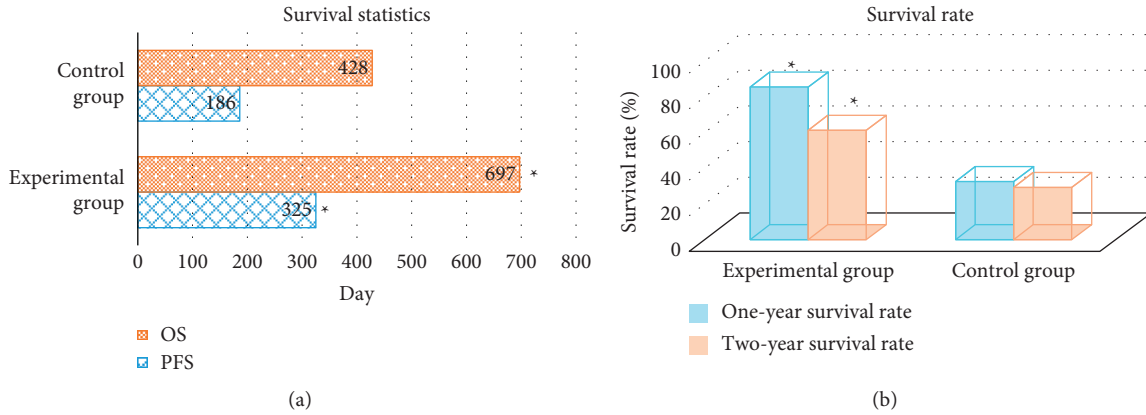 Survival statistics
Control
group
428
186
Experimental
group
697 *
325 *
0 100 200 300 400 500 600 700 800
Day
OS
PFS
(a)
Survival rate
Survival rate (%)
100
80
60
40
20
0
*
*
Experimental group Control group
One-year survival rate
Two-year survival rate
(b)